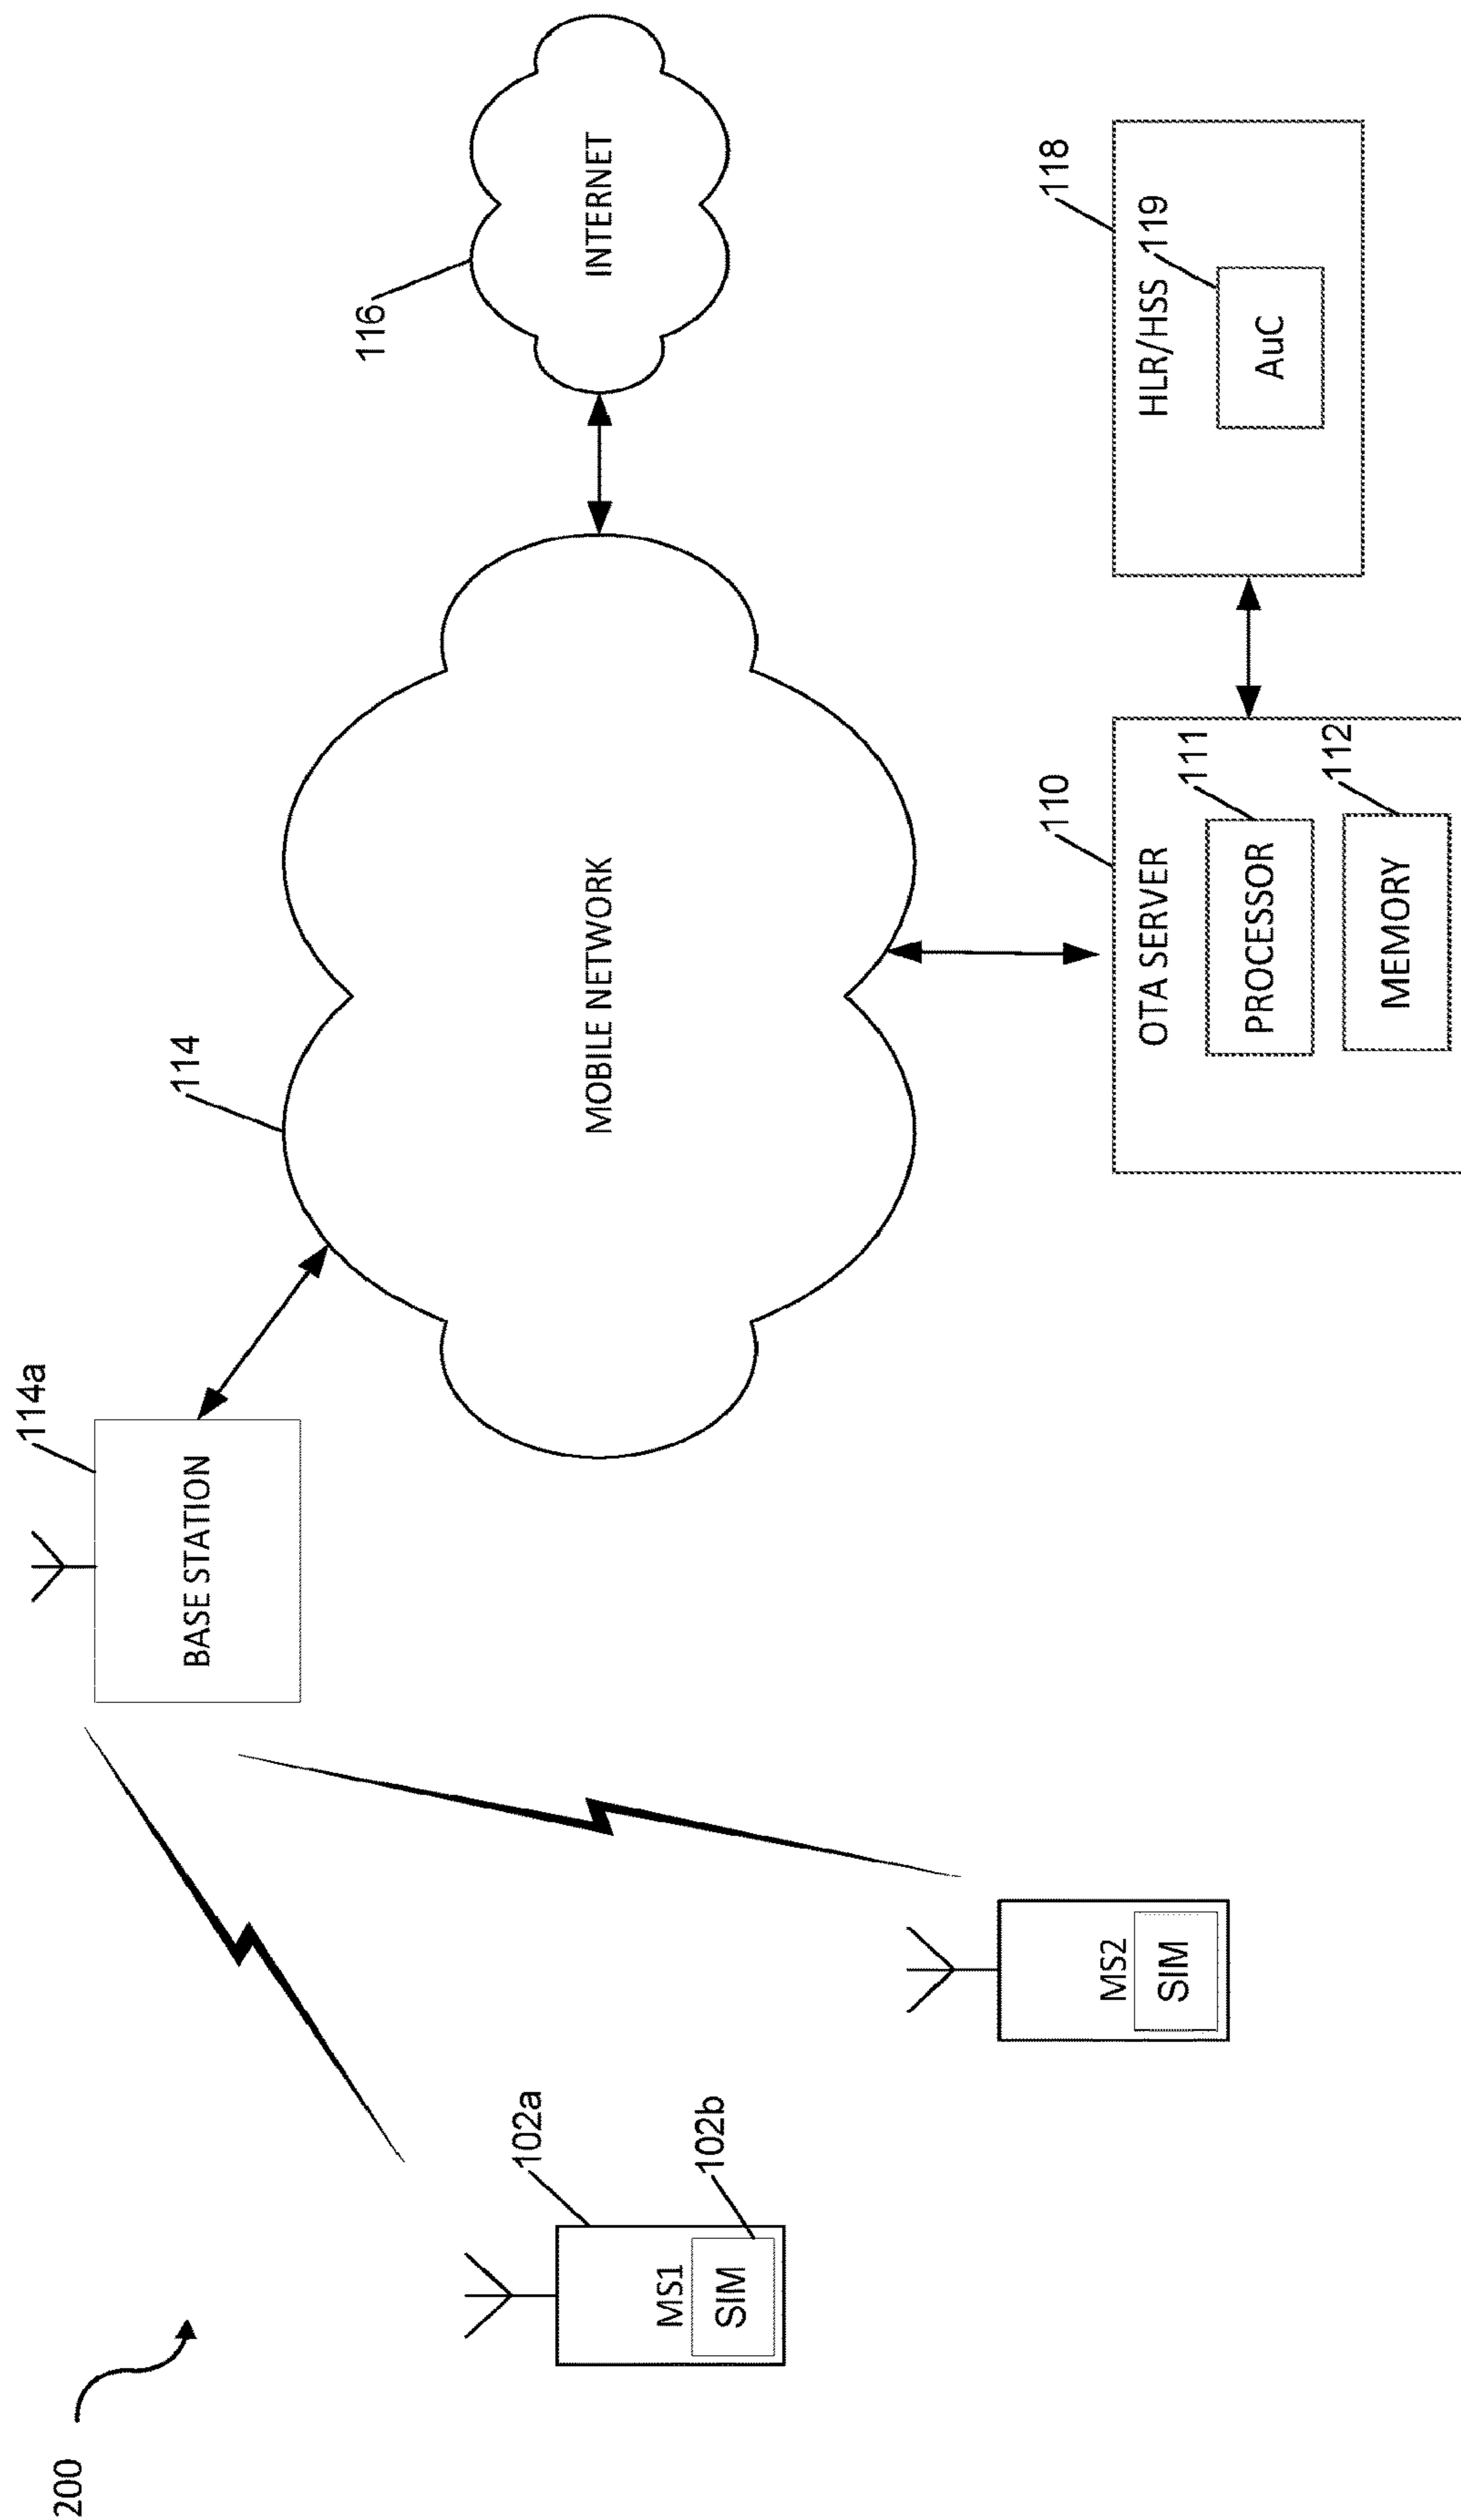 200
114a
BASE STATION
114
MOBILE NETWORK
116
INTERNET
102a
MS1
SIM
102b
MS2
SIM
110
OTA SERVER
111
PROCESSOR
112
MEMORY
118
HLR/HSS
119
AuC